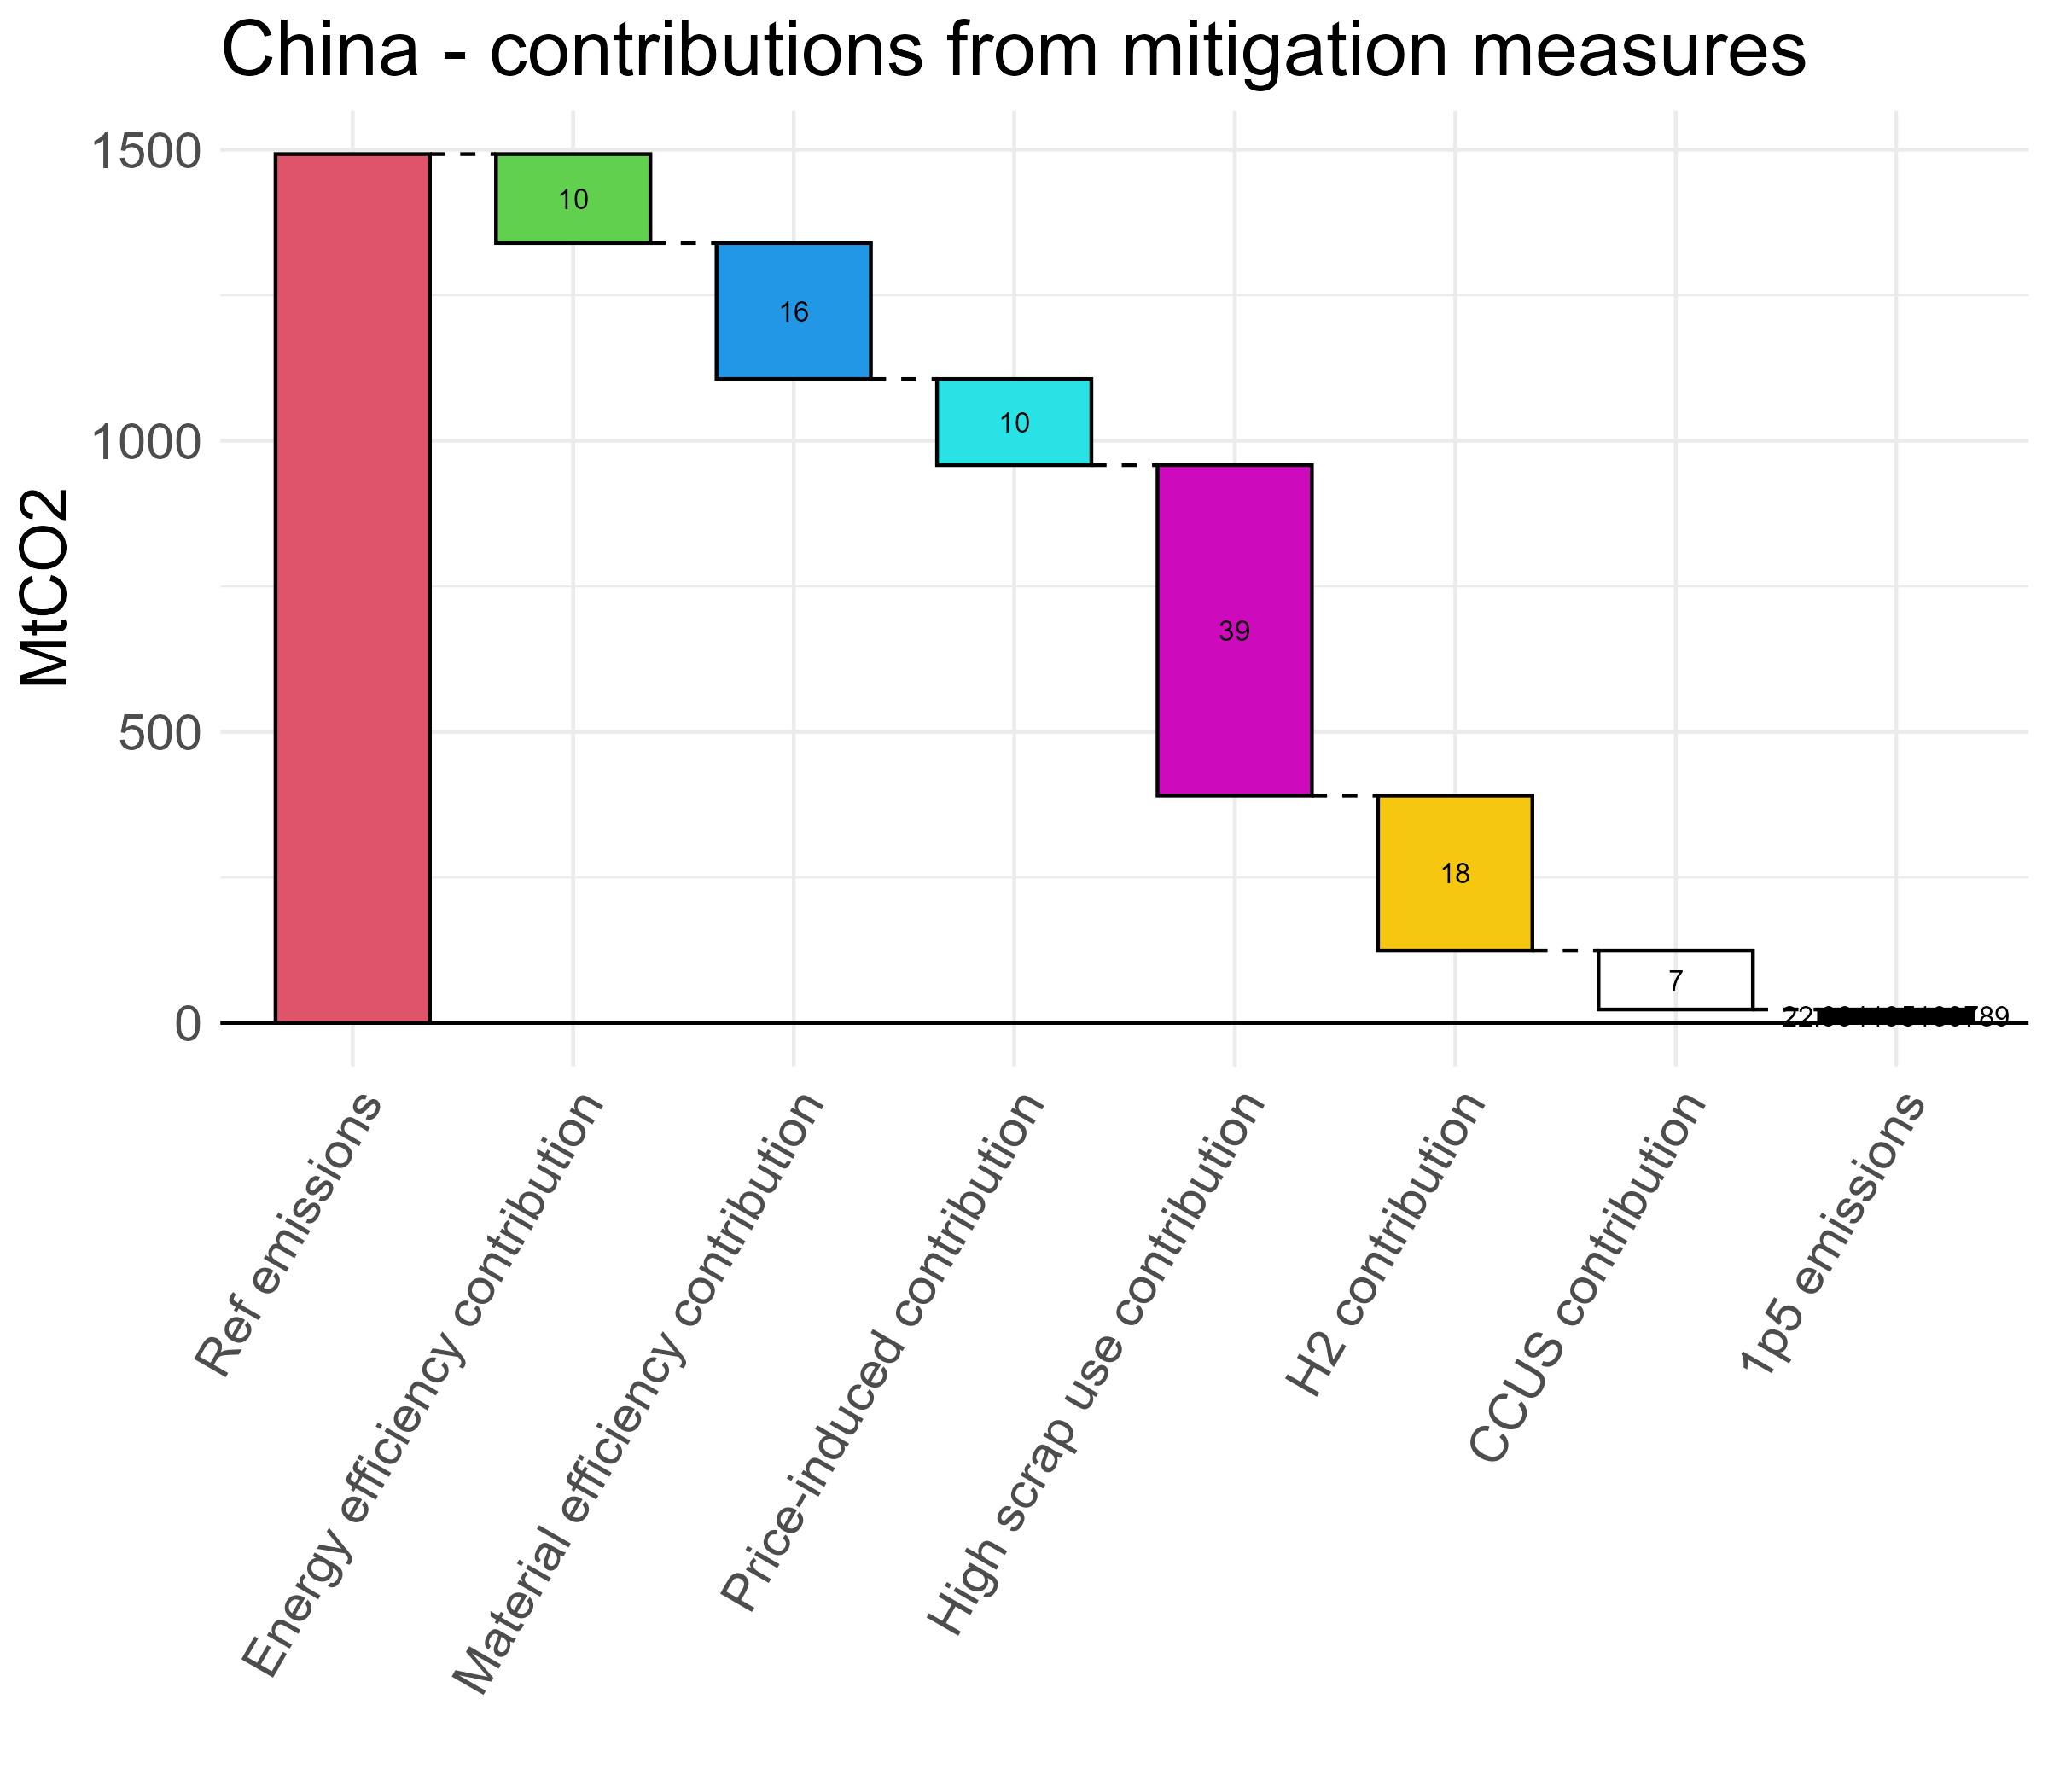 China - contributions from mitigation measures
MtCO2
1500
1000
500
0
10
16
10
39
18
7
Ref emissions
Energy efficiency contribution
Material efficiency contribution
Price-induced contribution
High scrap use contribution
H2 contribution
CCUS contribution
1p5 emissions